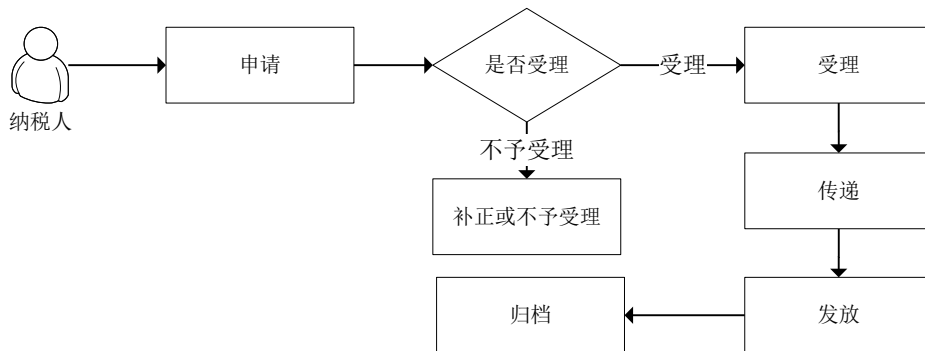 纳税人
申请
是否受理
受理
受理
不予受理
传递
补正或不予受理
归档
发放